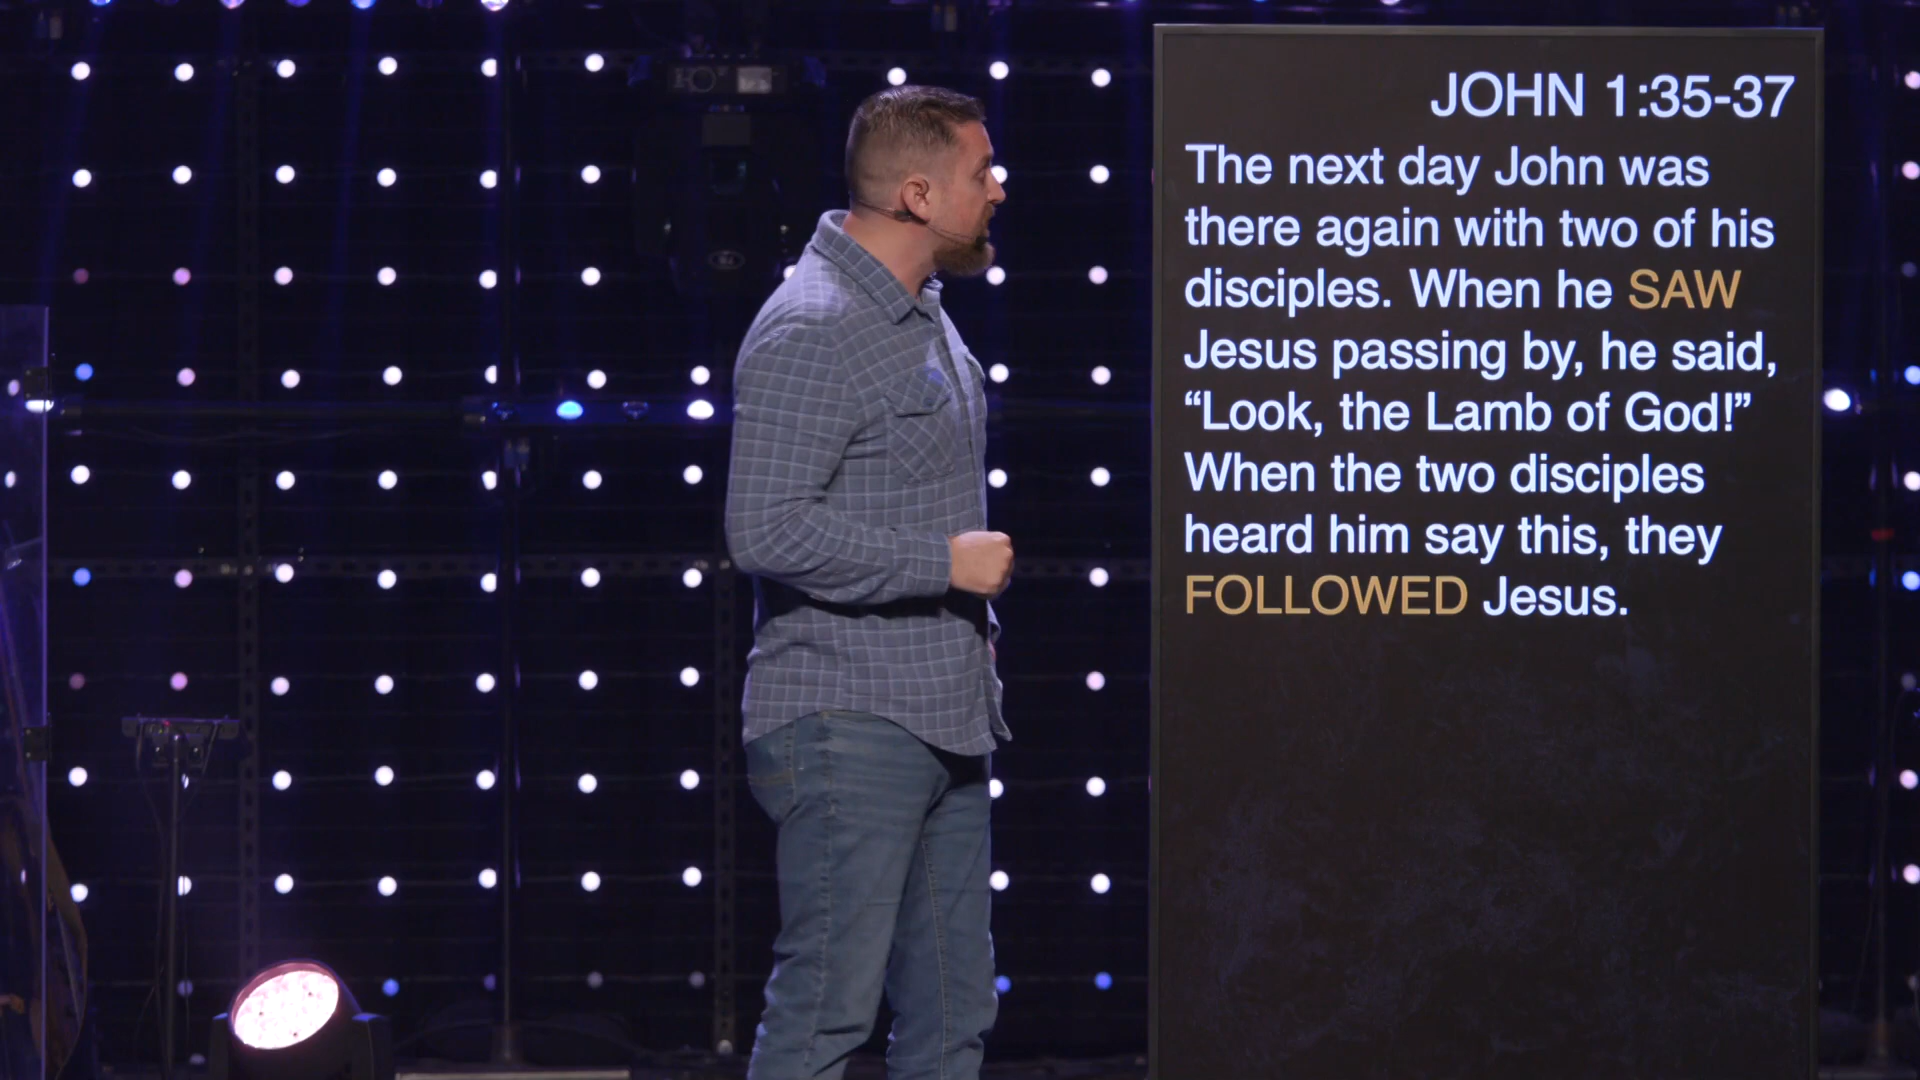 JOHN 1:35-37
The next day John was
there again with two of his
disciples. When he SAW
Jesus passing by, he said,
“Look, the Lamb of God!”
When the two disciples
heard him say this, they
FOLLOWED Jesus.